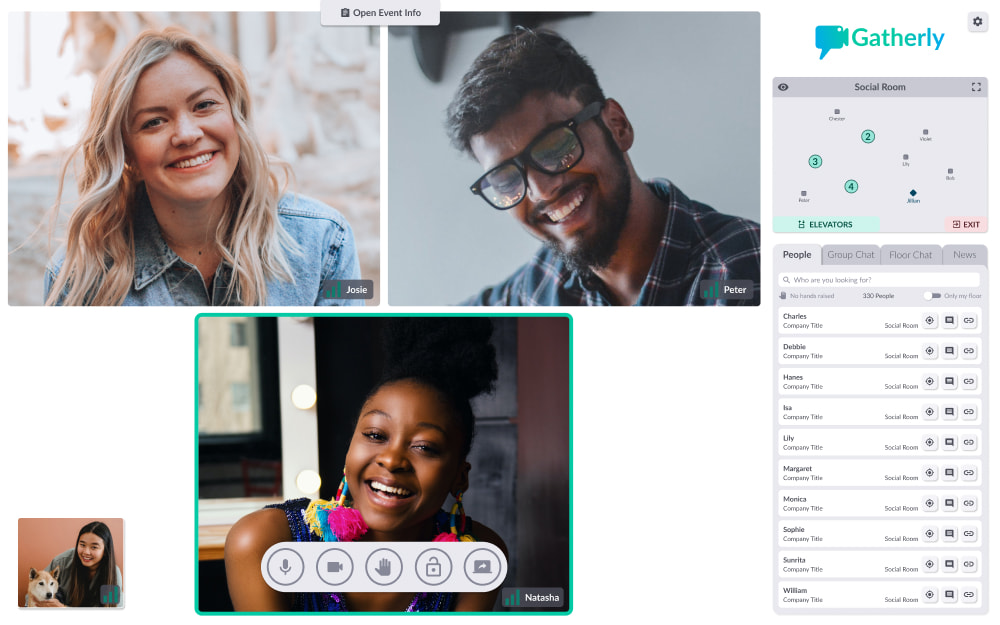 Open Event Info
Gatherly
Josie
Peter
Natasha
Social Room
Chester
2
Violet
3
Lily
Bob
4
Peter
Jillian
ELEVATORS
EXIT
People
Group Chat
Floor Chat
News
Who are you looking for?
No hands raised
330 People
Only my floor
Charles
Company Title
Social Room
Debbie
Company Title
Social Room
Hanes
Company Title
Social Room
Isa
Company Title
Social Room
Lily
Company Title
Social Room
Margaret
Company Title
Social Room
Monica
Company Title
Social Room
Sophie
Company Title
Social Room
Sunrita
Company Title
Social Room
William
Company Title
Social Room